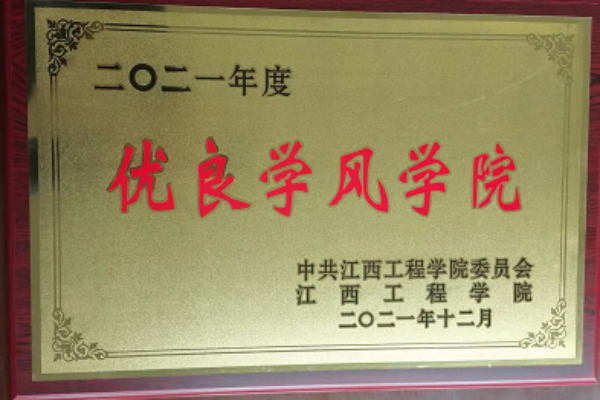 二〇二一年度
优良学风学院
中共江西工程学院委员会
江西工程学院
二〇二一年十二月